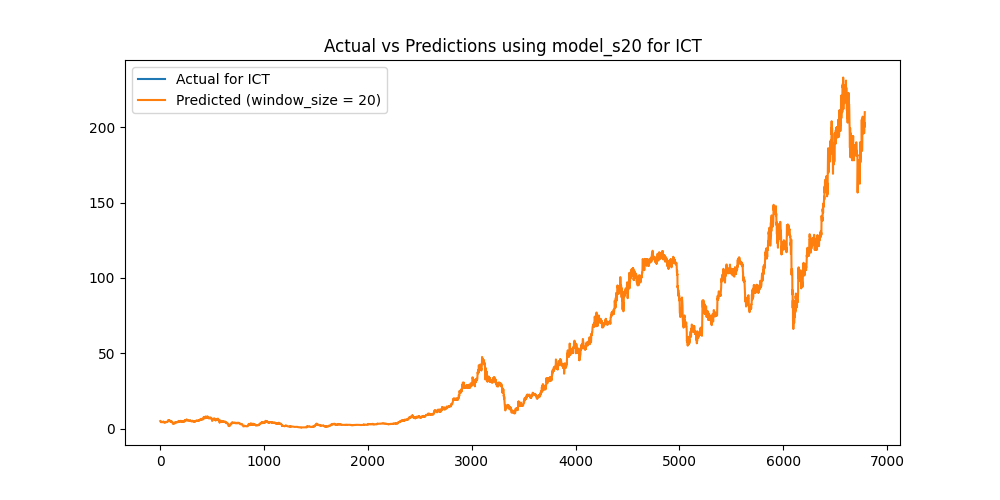 Actual vs Predictions using model_s20 for ICT
Actual for ICT
Predicted (window_size = 20)
200
150
100
50
0
0 1000 2000 3000 4000 5000 6000 7000